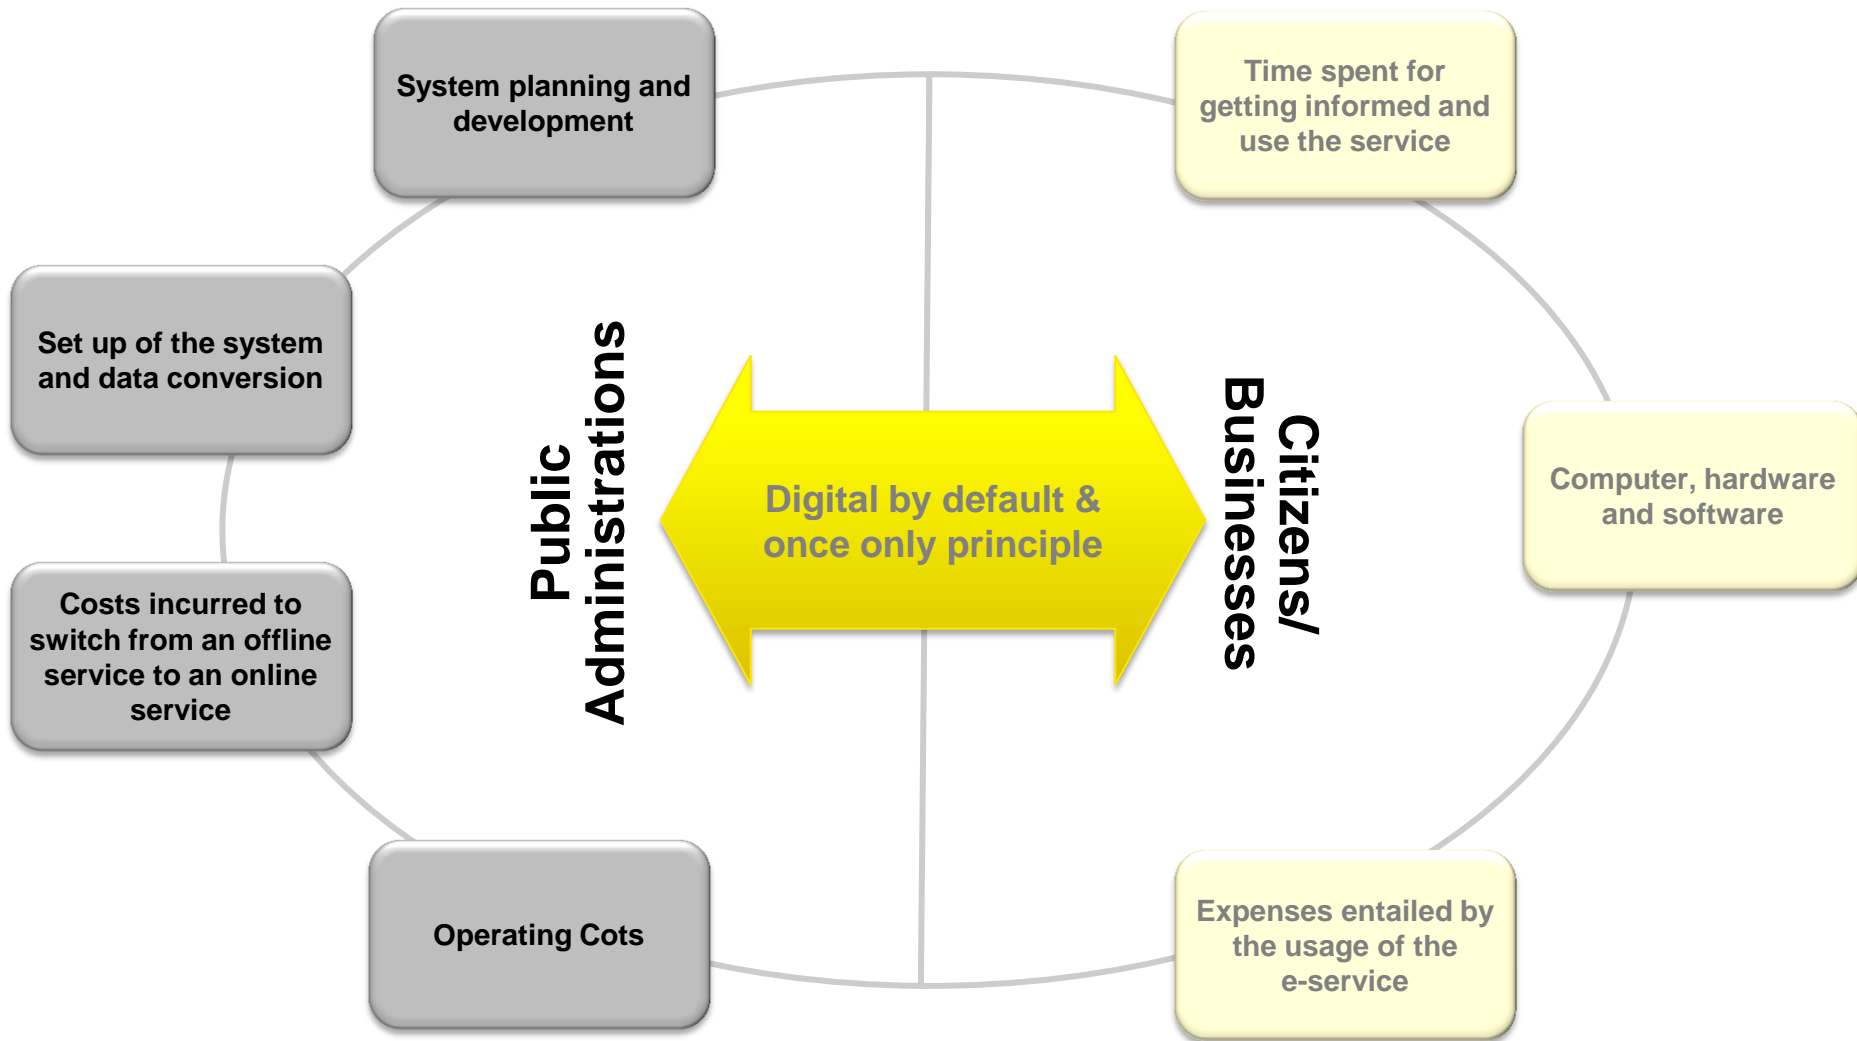 System planning and
development
Time spent for
getting informed and
use the service
Set up of the system
and data conversion
Public
Administrations
Digital by default &
once only principle
Citizens/
Businesses
Computer, hardware
and software
Costs incurred to
switch from an offline
service to an online
service
Operating Cots
Expenses entailed by
the usage of the
e-service